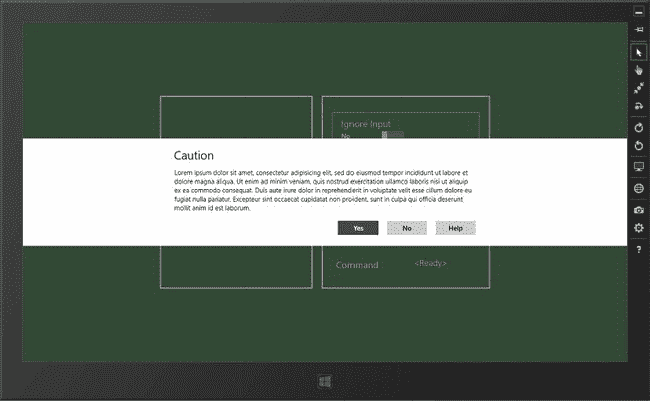 Ignore Input
No
Caution
Lorem ipsum dolor sit amet, consectetur adipisicing elit, sed do eiusmod tempor incididunt ut labore et
dolore magna aliqua. Ut enim ad minim veniam, quis nostrud exercitation ullamco laboris nisi ut aliquip
ex ea commodo consequat. Duis aute irure dolor in reprehenderit in voluptate velit esse cillum dolore eu
fugiat nulla pariatur. Excepteur sint occaecat cupidatat non proident, sunt in culpa qui officia deserunt
mollit anim id est laborum.
Yes No Help
Command <Ready>
?